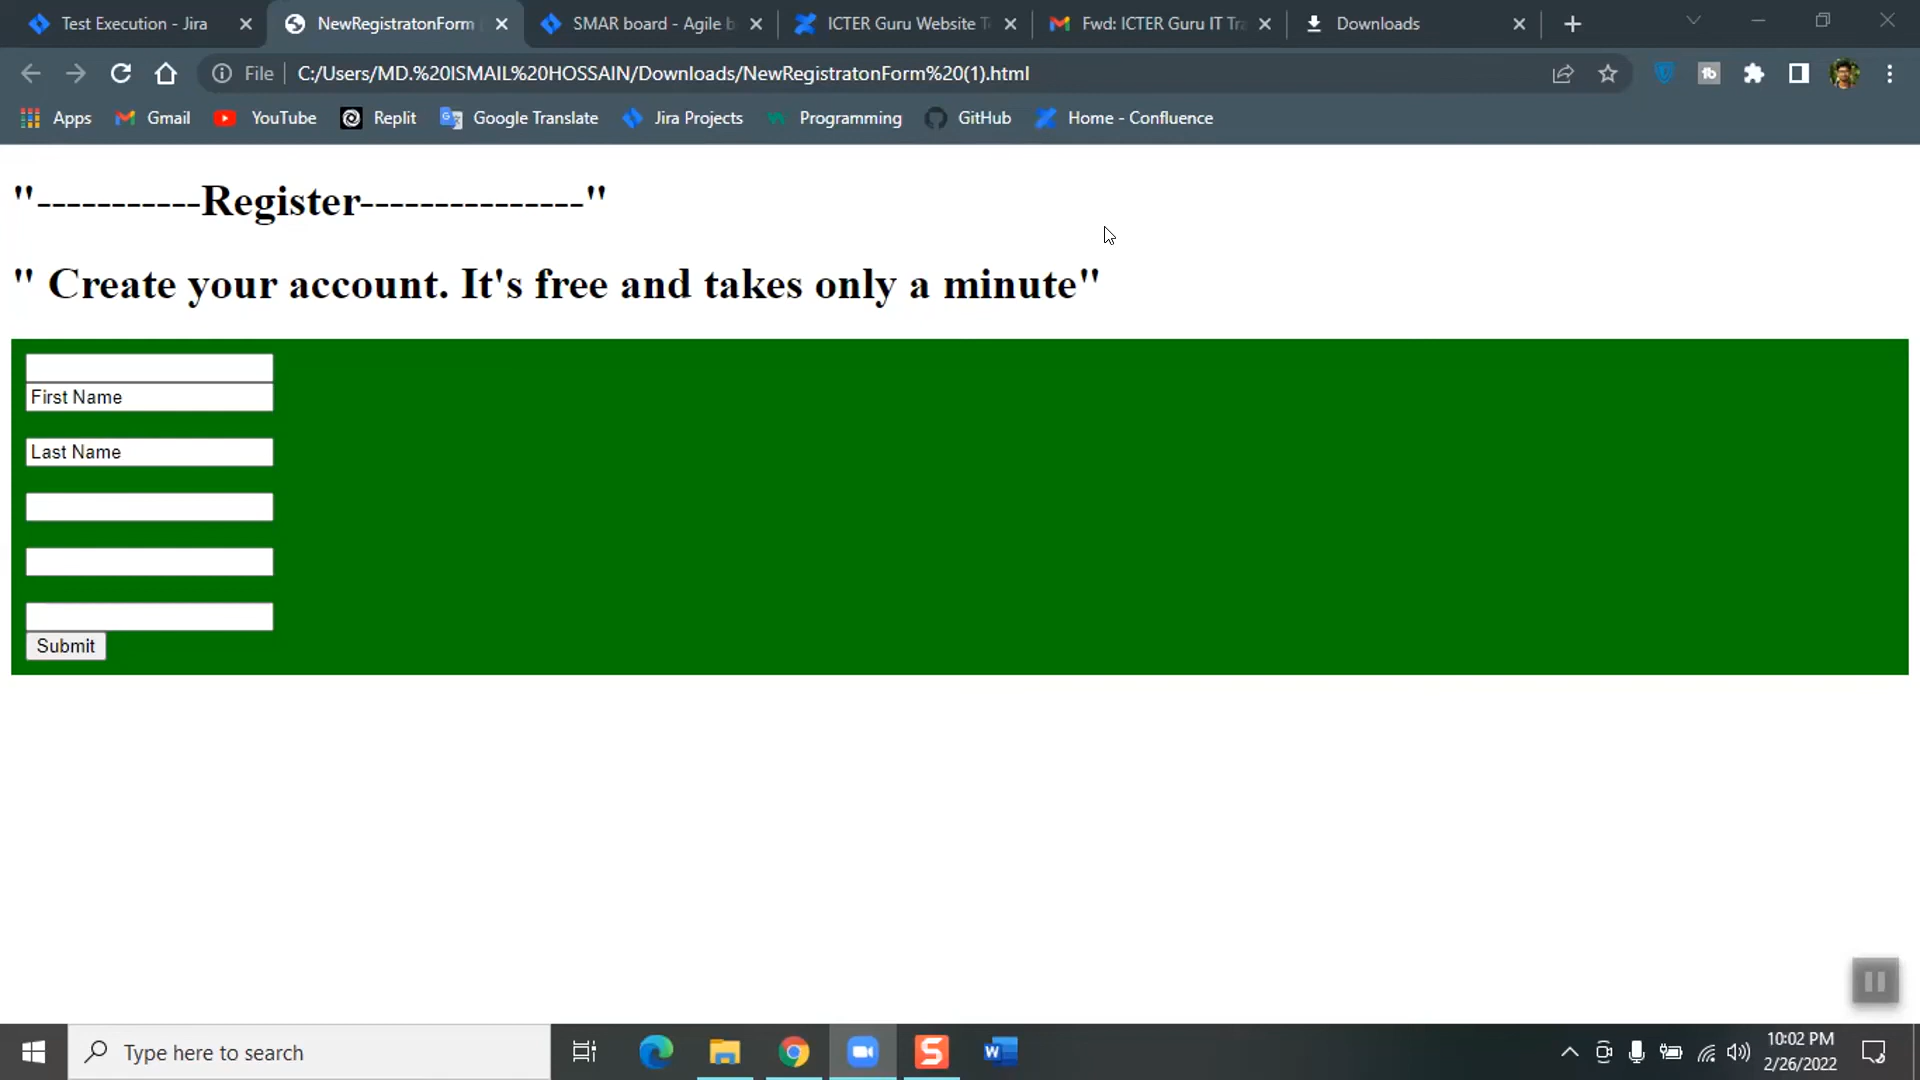 Test Execution - Jira
NewRegistratonForm
SMAR board - Agile b
ICTER Guru Website T
Fwd: ICTER Guru IT Tra
Downloads
File
C:/Users/MD.%20ISMAIL%20HOSSAIN/Downloads/NewRegistratonForm%20(1).html
Apps
Gmail
YouTube
Replit
Google Translate
Jira Projects
Programming
GitHub
Home - Confluence
"-----------Register---------------"
" Create your account. It's free and takes only a minute"
First Name
Last Name
Submit
Type here to search
10:02 PM
2/26/2022